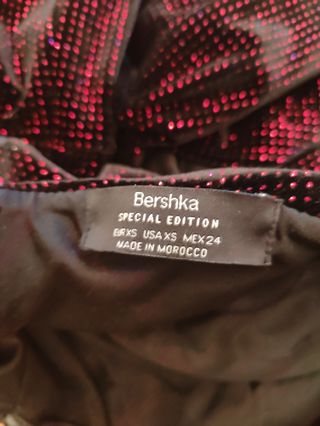 Bershka
SPECIAL EDITION
EUR XS USA XS MEX 24
MADE IN MOROCCO